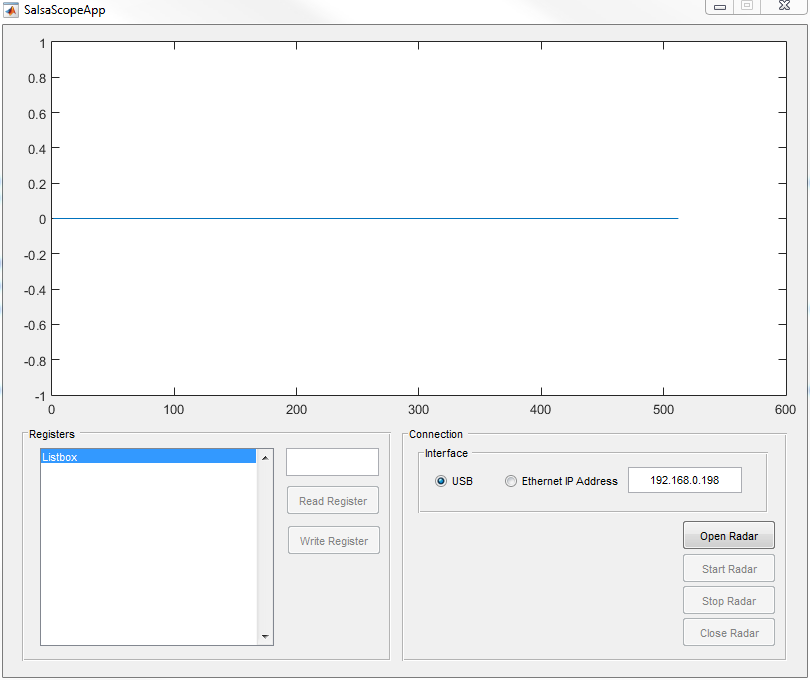 SalsaScopeApp
1
0.8
0.6
0.4
0.2
0
-0.2
-0.4
-0.6
-0.8
-1
0 100 200 300 400 500 600
Registers
Listbox
Read Register
Write Register
Connection
Interface
USB Ethernet IP Address 192.168.0.198
Open Radar
Start Radar
Stop Radar
Close Radar